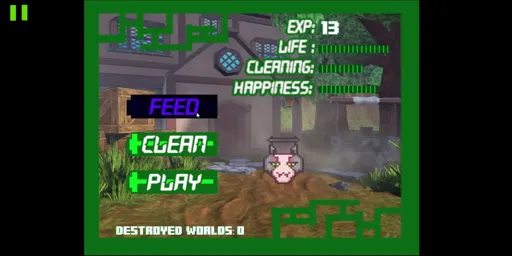 EXP: 13
LIFE :
CLEANING:
HAPPINESS:
FEED
CLEAN
PLAY
DESTROYED WORLDS: 0